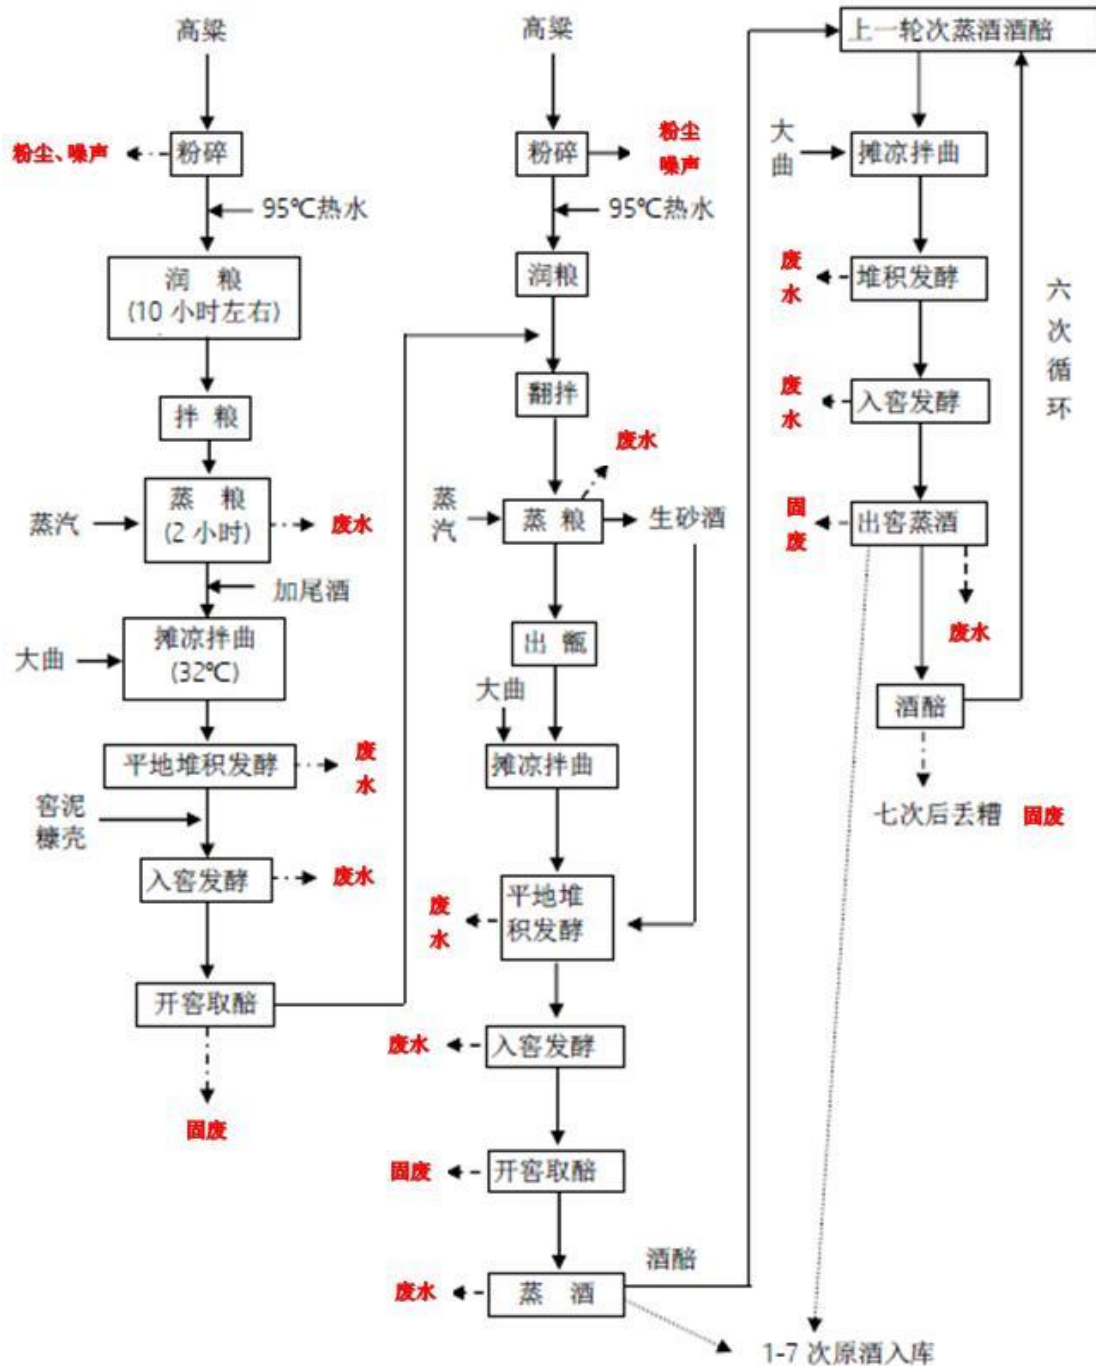 高粱
粉尘、噪声
粉碎
95℃热水
润 粮
(10 小时左右)
拌 粮
蒸汽
蒸 粮
(2 小时)
废水
加尾酒
大曲
摊凉拌曲
(32℃)
平地堆积发酵
废
水
窖泥
糠壳
入窖发酵
废水
开窖取醅
固废
高粱
粉碎
粉尘
噪声
95℃热水
润粮
翻拌
废水
蒸
汽
蒸 粮
生砂酒
出 甑
大曲
摊凉拌曲
平地堆
积发酵
废
水
入窖发酵
废水
固废
开窖取醅
废水
蒸 酒
酒醅
上一轮次蒸酒酒醅
大
曲
摊凉拌曲
废
水
堆积发酵
六
次
循
环
废
水
入窖发酵
固
废
出窖蒸酒
废水
酒醅
七次后丢糟
固废
1-7 次原酒入库